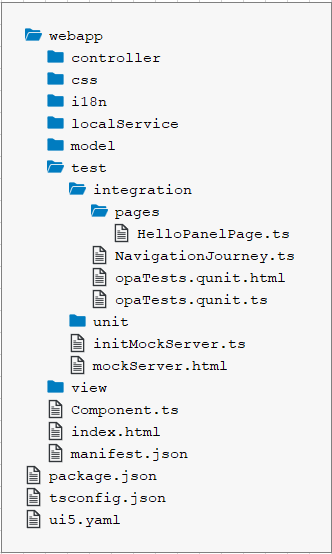 webapp
controller
css
i18n
localService
model
test
integration
pages
HelloPanelPage.ts
NavigationJourney.ts
opaTests.qunit.html
opaTests.qunit.ts
unit
initMockServer.ts
mockServer.html
view
Component.ts
index.html
manifest.json
package.json
tsconfig.json
ui5.yaml